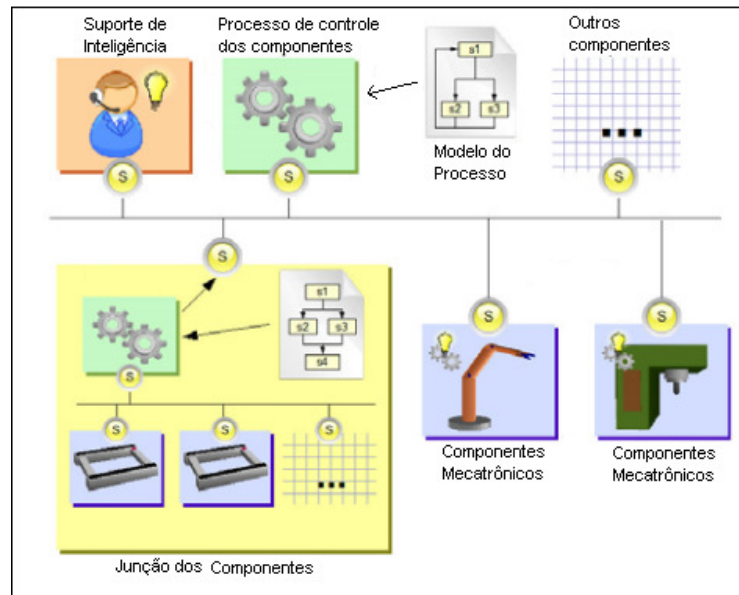 Suporte de
Inteligência
Processo de controle
dos componentes
s1
s2 s3
Modelo do
Processo
Outros
componentes
...
S S S
S
s1
s2 s3
s4
S
S S S
...
Junção dos Componentes
S S
Componentes
Mecatrônicos
Componentes
Mecatrônicos